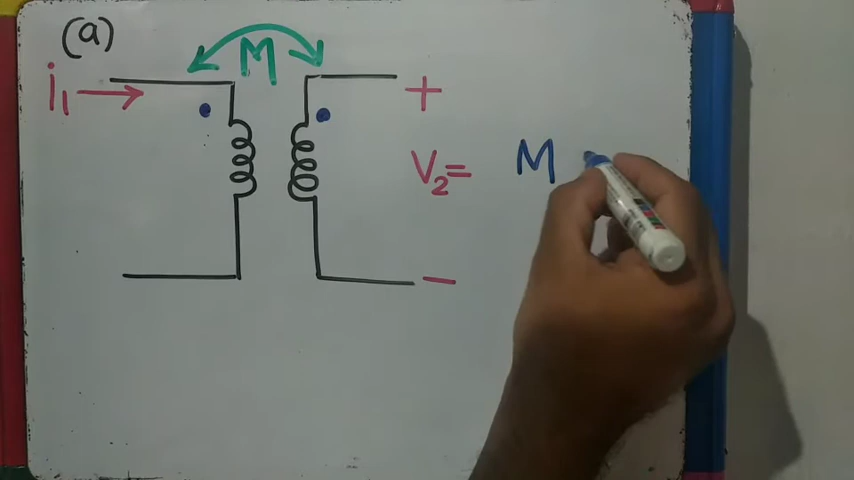 (a)
M
i₁ → +
V₂ = M
−